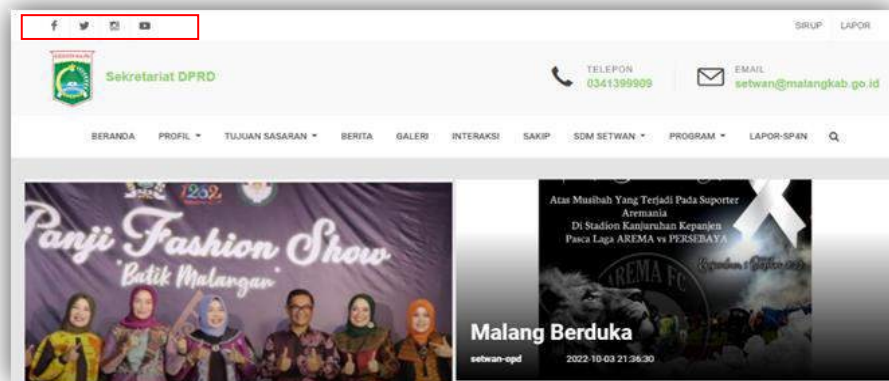 SIRUP LAPOR
Sekretariat DPRD
TELEPON
0341399909
EMAIL
setwan@malangkab.go.id
BERANDA PROFIL TUJUAN SASARAN BERITA GALERI INTERAKSI SAKIP SDM SETWAN PROGRAM LAPOR-SP4N
1262
Panji Fashion Show
"Batik Malangan"
Atas Musibah Yang Terjadi Pada Suporter
Aremania
Di Stadion Kanjuruhan Kepanjen
Pasca Laga AREMA vs PERSEBAYA
AREMA FC
Malang Berduka
setwan-opd 2022-10-03 21:36:30